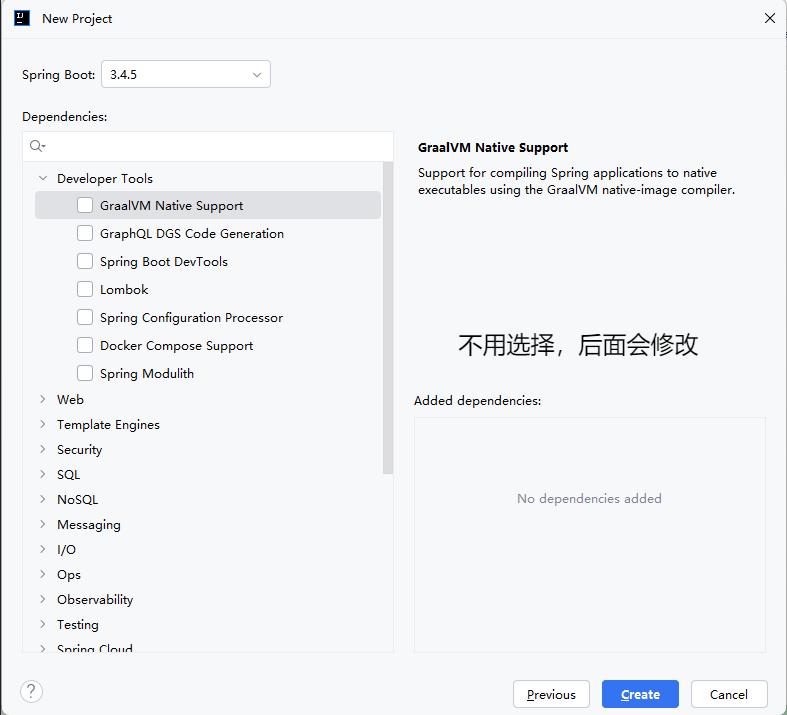 New Project
Spring Boot:
3.4.5
Dependencies:
Developer Tools
GraalVM Native Support
GraphQL DGS Code Generation
Spring Boot DevTools
Lombok
Spring Configuration Processor
Docker Compose Support
Spring Modulith
Web
Template Engines
Security
SQL
NoSQL
Messaging
I/O
Ops
Observability
Testing
Spring Cloud
GraalVM Native Support
Support for compiling Spring applications to native
executables using the GraalVM native-image compiler.
不用选择，后面会修改
Added dependencies:
No dependencies added
?
Previous
Create
Cancel